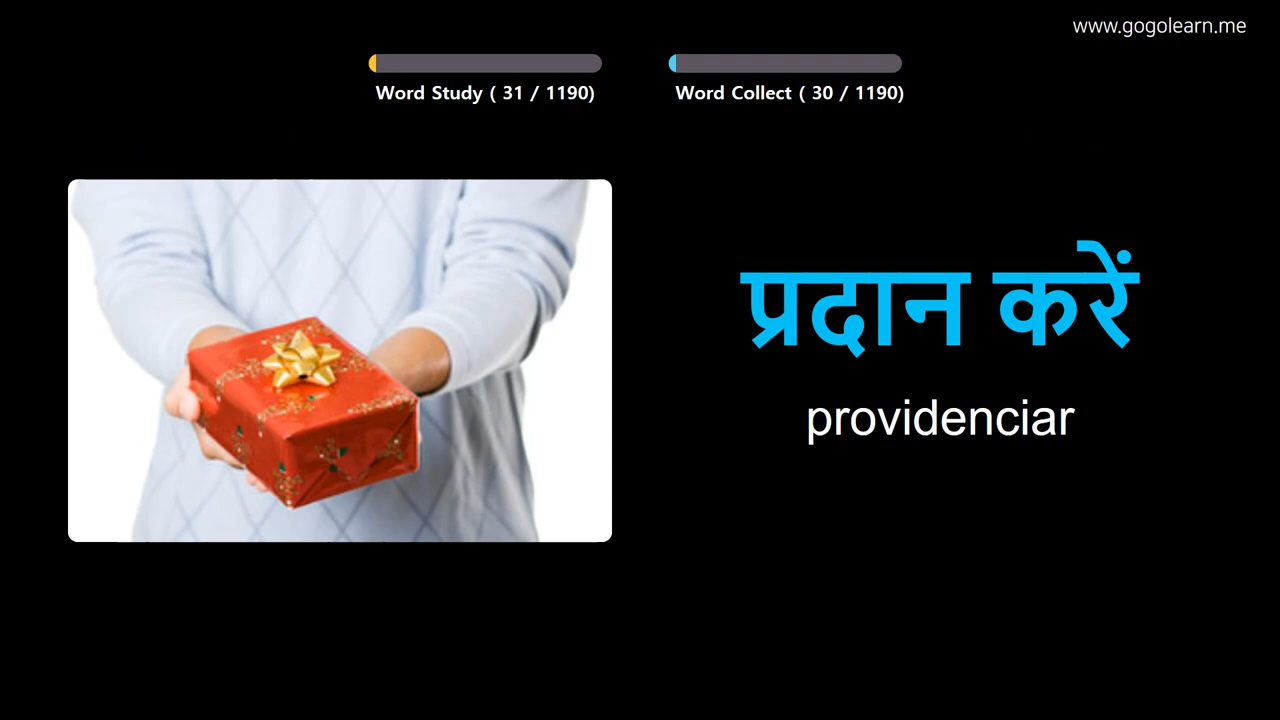 www.gogolearn.me
Word Study ( 31 / 1190)
Word Collect ( 30 / 1190)
प्रदान करें
providenciar